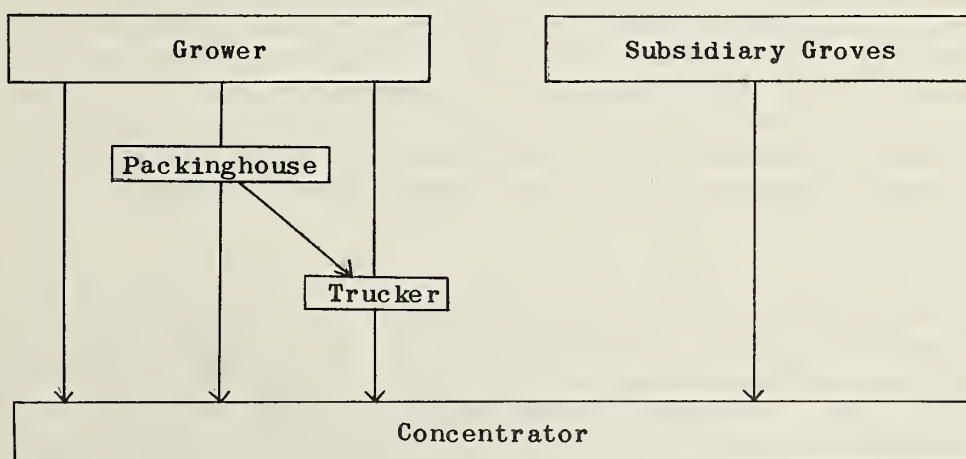 Grower
Subsidiary Groves
Packinghouse
Trucker
Concentrator